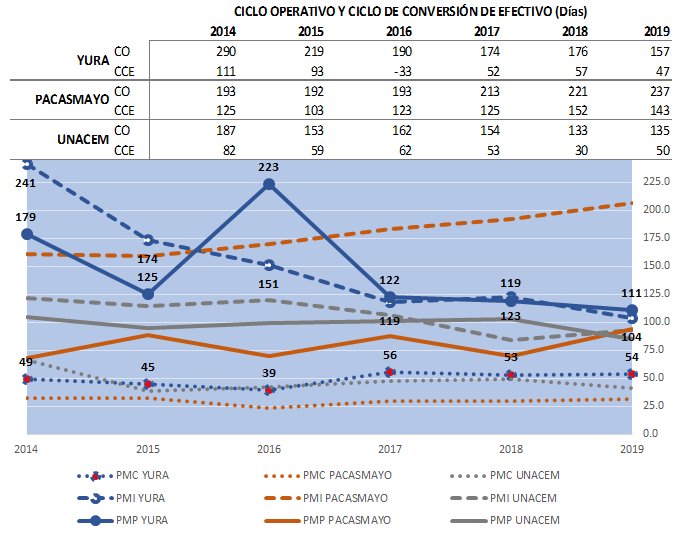 CICLO OPERATIVO Y CICLO DE CONVERSIÓN DE EFECTIVO (Días)
2014 2015 2016 2017 2018 2019
YURA
CO 290 219 190 174 176 157
CCE 111 93 -33 52 57 47
PACASMAYO
CO 193 192 193 213 221 237
CCE 125 103 123 125 152 143
UNACEM
CO 187 153 162 154 133 135
CCE 82 59 62 53 30 50
241 174 151 119 123 104
179 125 223 122 119 111
49 45 39 56 53 54
225.0
200.0
175.0
150.0
125.0
100.0
75.0
50.0
25.0
0.0
2014 2015 2016 2017 2018 2019
PMC YURA PMC PACASMAYO PMC UNACEM
PMI YURA PMI PACASMAYO PMI UNACEM
PMP YURA PMP PACASMAYO PMP UNACEM